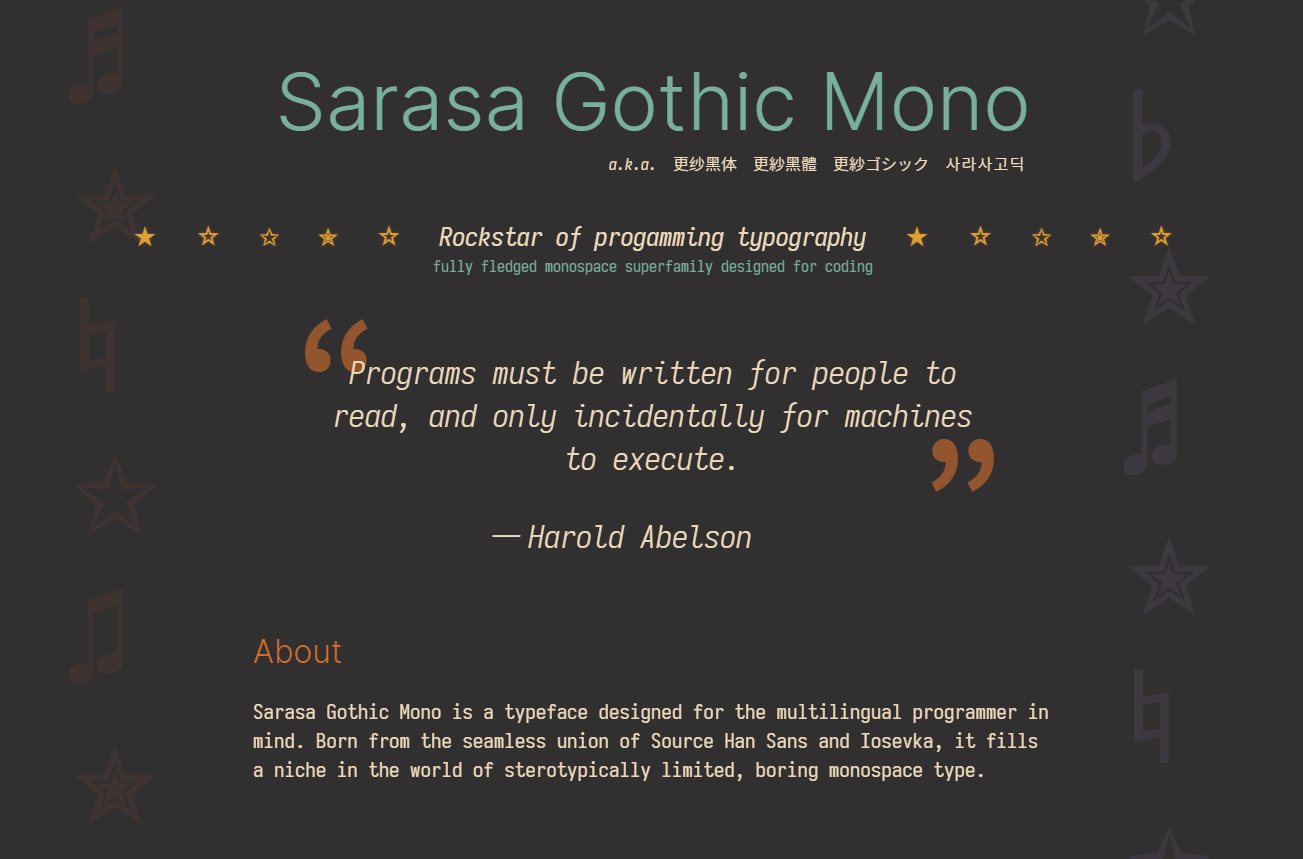 Sarasa Gothic Mono
a.k.a. 更纱黑体 更紗黑體 更紗ゴシック 사라사고딕
★ ☆ ✩ ✭ ☆ Rockstar of progamming typography ★ ☆ ✩ ✭ ☆
fully fledged monospace superfamily designed for coding
“Programs must be written for people to
read, and only incidentally for machines
to execute.”
— Harold Abelson
About
Sarasa Gothic Mono is a typeface designed for the multilingual programmer in
mind. Born from the seamless union of Source Han Sans and Iosevka, it fills
a niche in the world of sterotypically limited, boring monospace type.